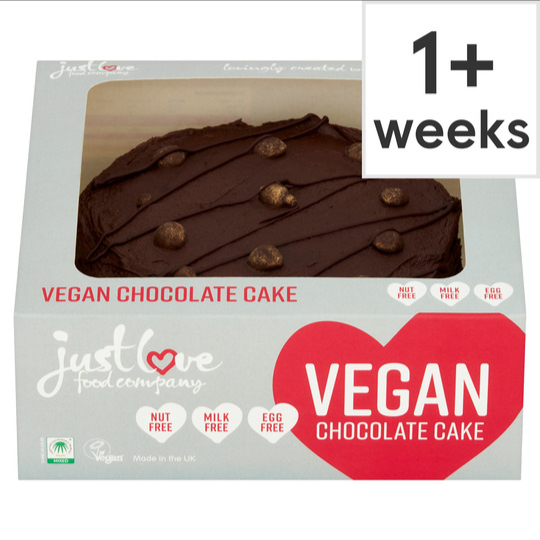 1+
weeks
just love
food company
lovingly created
VEGAN CHOCOLATE CAKE
NUT FREE
MILK FREE
EGG FREE
just love
food company
VEGAN
CHOCOLATE CAKE
NUT FREE
MILK FREE
EGG FREE
MIXED
Vegan
Made in the UK